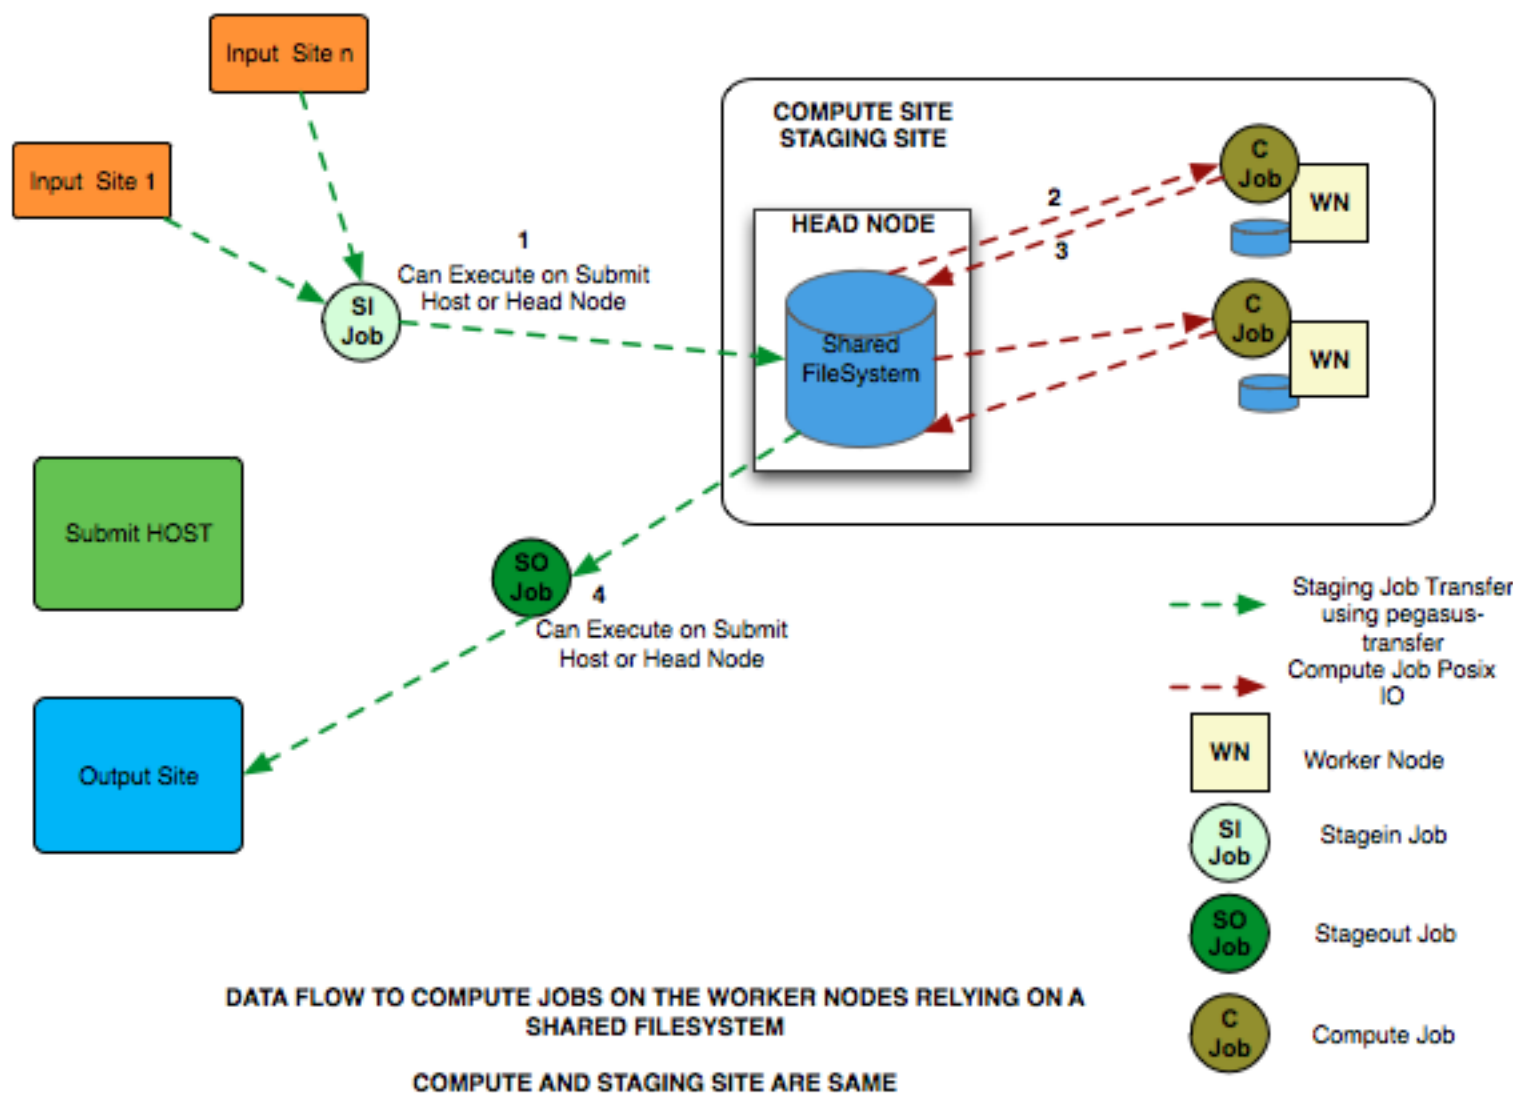 Input Site n
Input Site 1
COMPUTE SITE
STAGING SITE
C
Job
WN
2
HEAD NODE
3
1
Can Execute on Submit
Host or Head Node
SI
Job
Shared
FileSystem
C
Job
WN
Submit HOST
SO
Job
4
Can Execute on Submit
Host or Head Node
Output Site
Staging Job Transfer
using pegasus-
transfer
Compute Job Posix
IO
WN
Worker Node
SI
Job
Stagein Job
SO
Job
Stageout Job
C
Job
Compute Job
DATA FLOW TO COMPUTE JOBS ON THE WORKER NODES RELYING ON A
SHARED FILESYSTEM
COMPUTE AND STAGING SITE ARE SAME